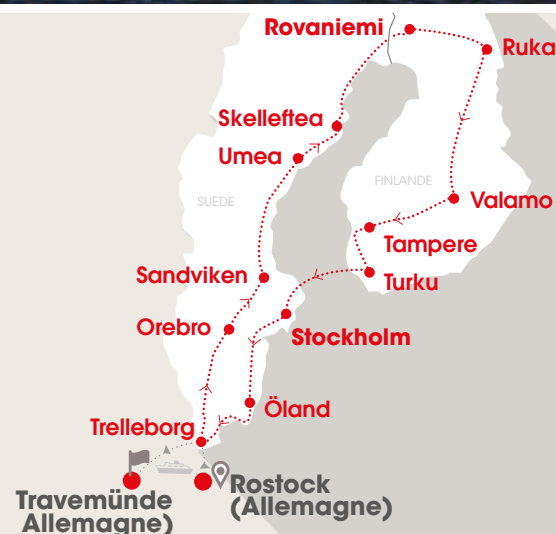 Rovaniemi
Ruka
Skelleftea
Umea
SUEDE
FINLANDE
Valamo
Tampere
Sandviken
Turku
Orebro
Stockholm
Öland
Trelleborg
Travemünde
Allemagne)
Rostock
(Allemagne)